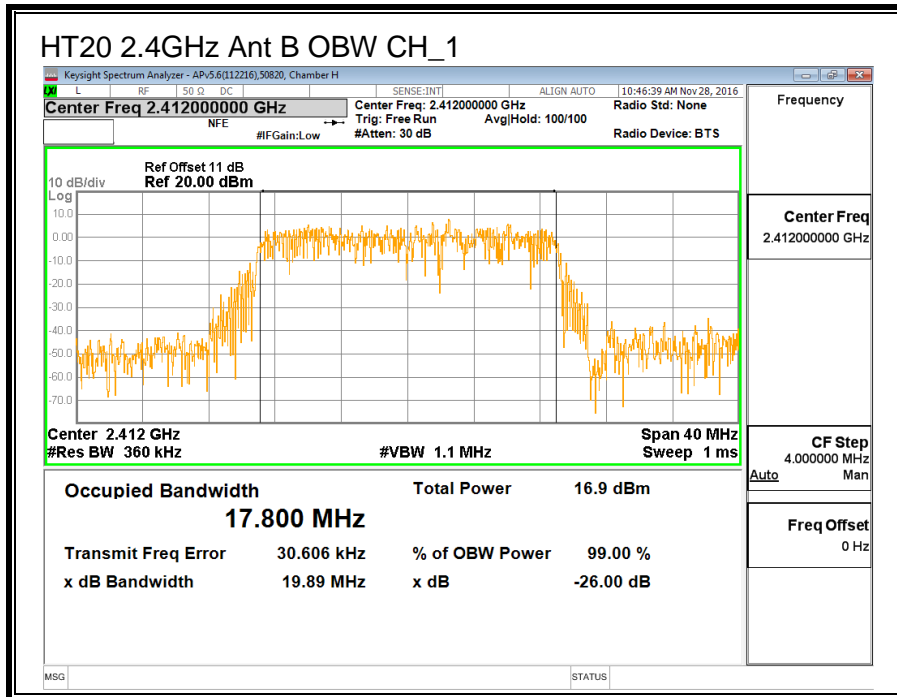 HT20 2.4GHz Ant B OBW CH_1
Keysight Spectrum Analyzer - APv5.6(112216),50820, Chamber H
LXI L RF 50 Ω DC SENSE:INT ALIGN AUTO 10:46:39 AM Nov 28, 2016
Center Freq 2.412000000 GHz
NFE
#IFGain:Low
Center Freq: 2.412000000 GHz
Trig: Free Run Avg|Hold: 100/100
#Atten: 30 dB
Radio Std: None
Radio Device: BTS
Frequency
Ref Offset 11 dB
10 dB/div Ref 20.00 dBm
Log
10.0
0.00
-10.0
-20.0
-30.0
-40.0
-50.0
-60.0
-70.0
Center 2.412 GHz Span 40 MHz
#Res BW 360 kHz #VBW 1.1 MHz Sweep 1 ms
Center Freq
2.412000000 GHz
CF Step
4.000000 MHz
Auto Man
Freq Offset
0 Hz
Occupied Bandwidth Total Power 16.9 dBm
17.800 MHz
Transmit Freq Error 30.606 kHz % of OBW Power 99.00 %
x dB Bandwidth 19.89 MHz x dB -26.00 dB
MSG STATUS